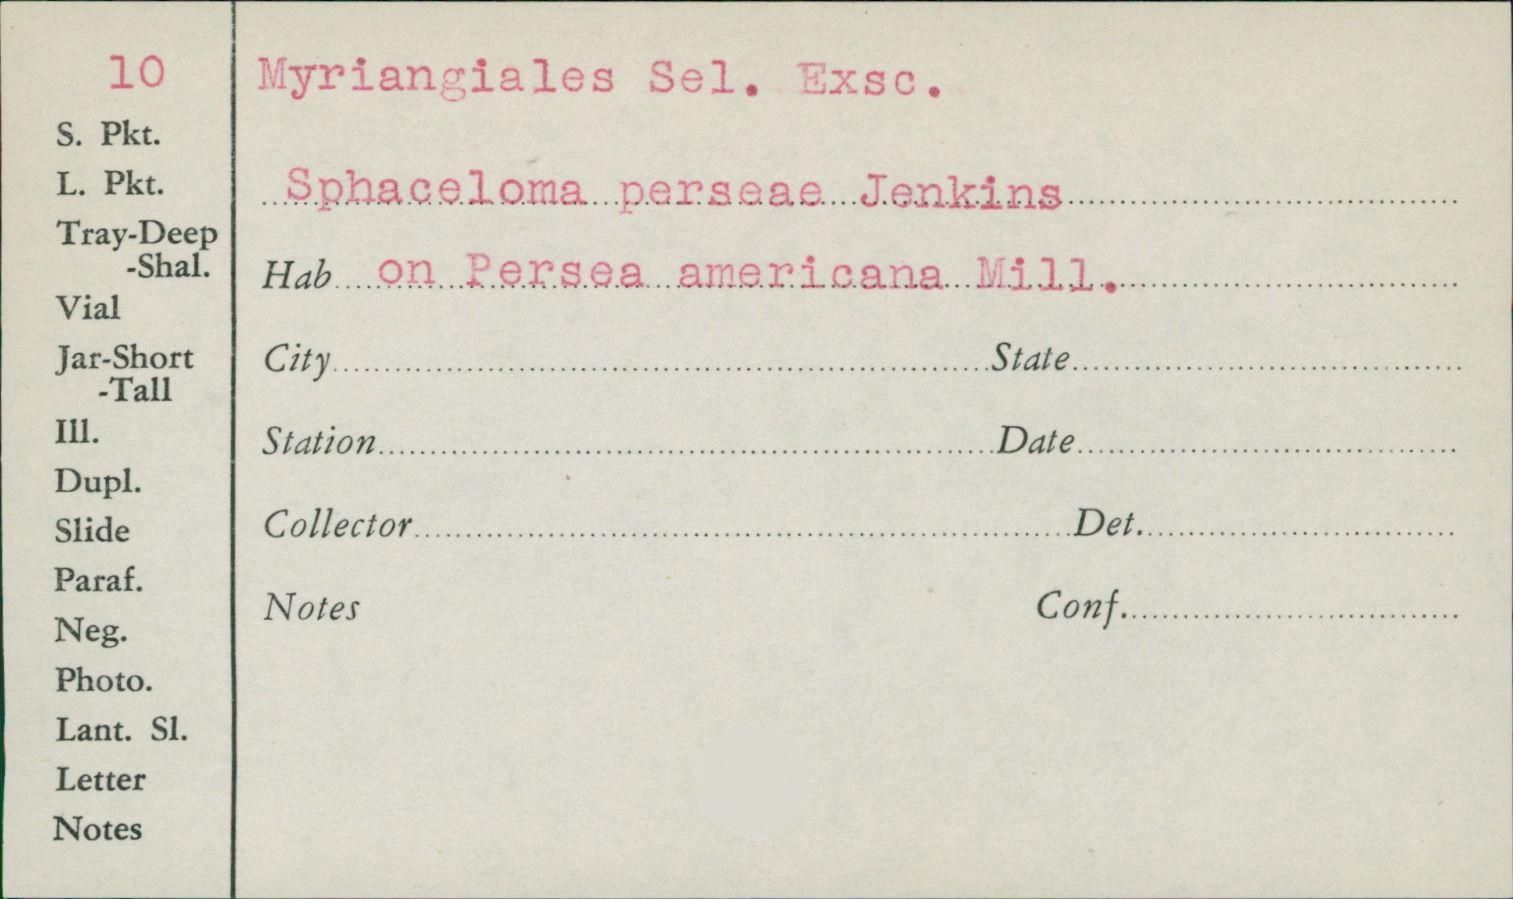 10
S. Pkt.
L. Pkt.
Tray-Deep
-Shal.
Vial
Jar-Short
-Tall
Ill.
Dupl.
Slide
Paraf.
Neg.
Photo.
Lant. Sl.
Letter
Notes
Myriangiales Sel. Exsc.
Sphaceloma perseae Jenkins
Hab on Persea americana Mill.
City State
Station Date
Collector Det.
Notes Conf.